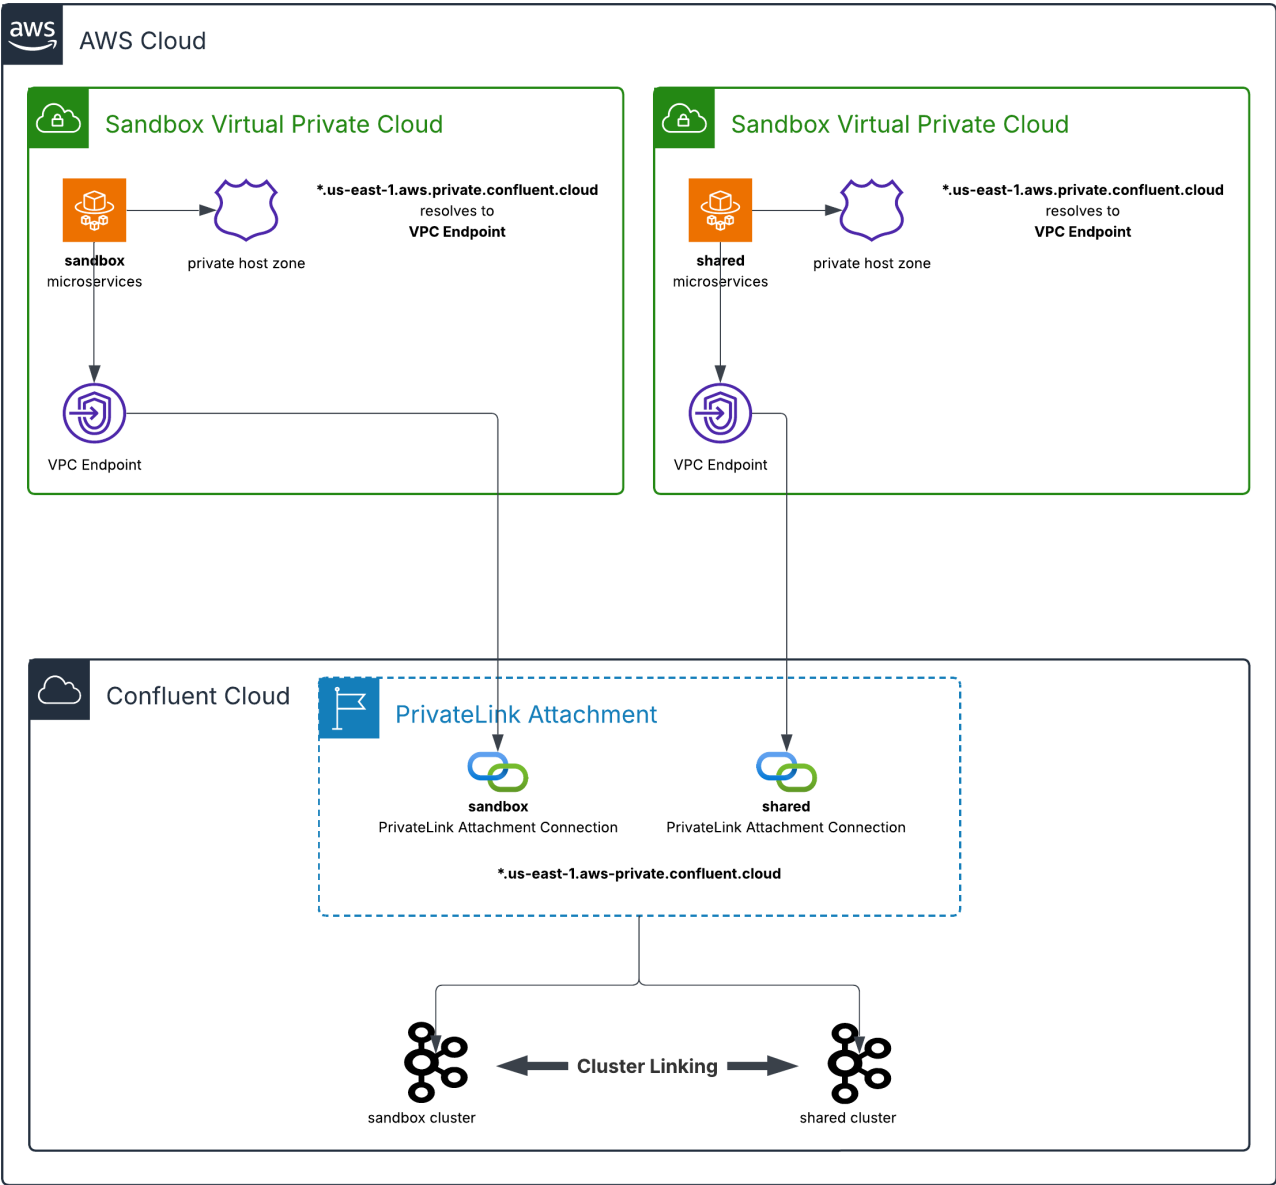 aws
AWS Cloud
Sandbox Virtual Private Cloud
*.us-east-1.aws.private.confluent.cloud
resolves to
VPC Endpoint
sandbox
microservices
private host zone
VPC Endpoint
Sandbox Virtual Private Cloud
*.us-east-1.aws.private.confluent.cloud
resolves to
VPC Endpoint
shared
microservices
private host zone
VPC Endpoint
Confluent Cloud
PrivateLink Attachment
sandbox
PrivateLink Attachment Connection
shared
PrivateLink Attachment Connection
*.us-east-1.aws-private.confluent.cloud
Cluster Linking
sandbox cluster
shared cluster